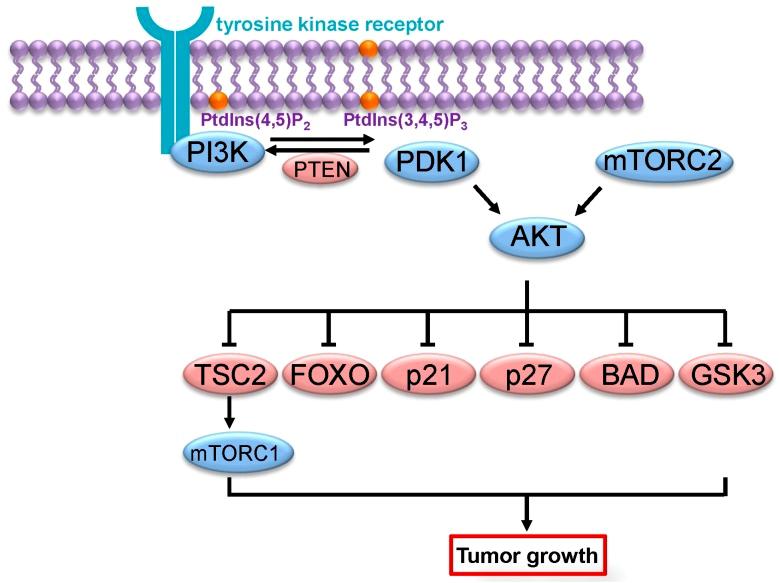 tyrosine kinase receptor
PtdIns(4,5)P₂ PtdIns(3,4,5)P₃
PI3K PTEN PDK1 mTORC2
AKT
TSC2 FOXO p21 p27 BAD GSK3
mTORC1
Tumor growth